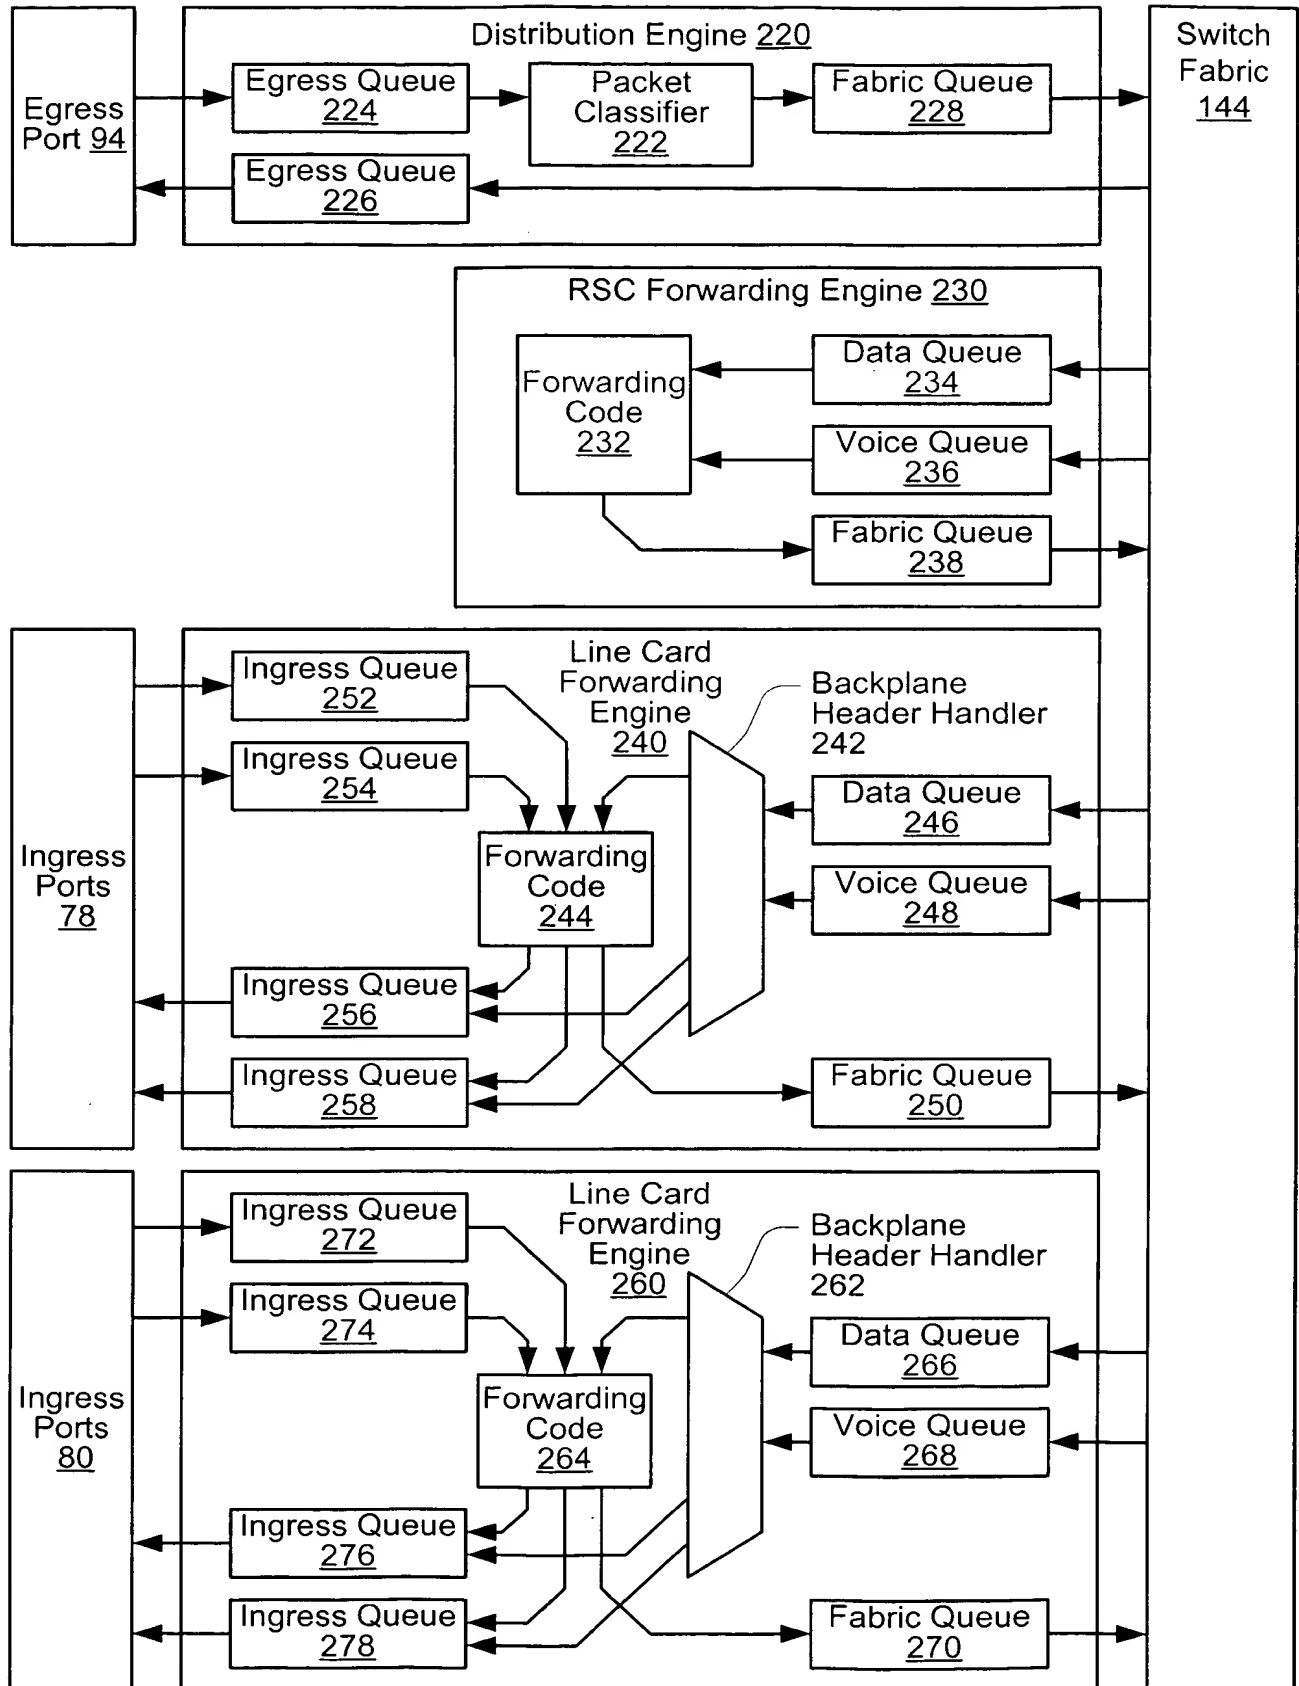 Egress
Port 94
Distribution Engine 220
Egress Queue
224
Packet
Classifier
222
Fabric Queue
228
Egress Queue
226
Switch
Fabric
144
RSC Forwarding Engine 230
Forwarding
Code
232
Data Queue
234
Voice Queue
236
Fabric Queue
238
Ingress
Ports
78
Ingress Queue
252
Ingress Queue
254
Line Card
Forwarding
Engine
240
Backplane
Header Handler
242
Data Queue
246
Forwarding
Code
244
Voice Queue
248
Ingress Queue
256
Ingress Queue
258
Fabric Queue
250
Ingress
Ports
80
Ingress Queue
272
Ingress Queue
274
Line Card
Forwarding
Engine
260
Backplane
Header Handler
262
Data Queue
266
Forwarding
Code
264
Voice Queue
268
Ingress Queue
276
Ingress Queue
278
Fabric Queue
270